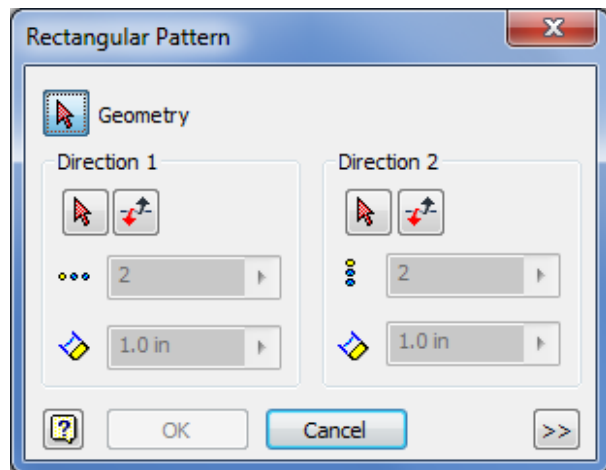 Rectangular Pattern
Geometry
Direction 1
Direction 2
2
2
1.0 in
1.0 in
?
OK
Cancel
>>